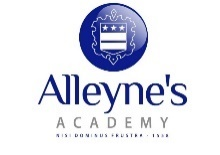 Alleyne's
ACADEMY
NISI DOMINUS FRUSTRA · 1558